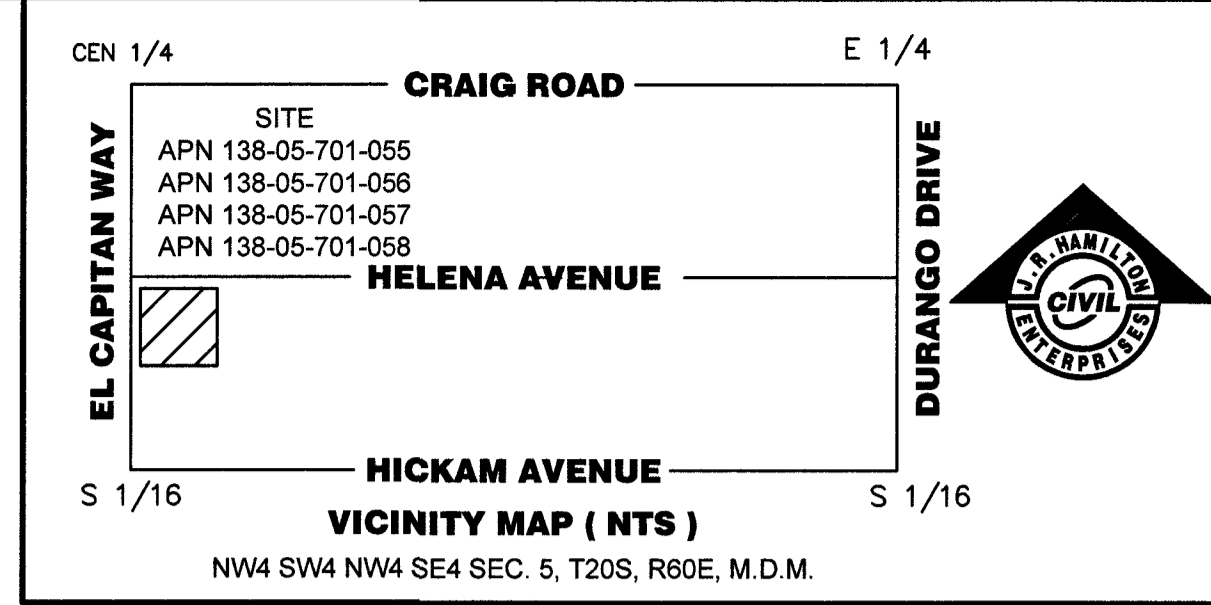 CEN 1/4
E 1/4
CRAIG ROAD
SITE
APN 138-05-701-055
APN 138-05-701-056
APN 138-05-701-057
APN 138-05-701-058
EL CAPITAN WAY
HELENA AVENUE
DURANGO DRIVE
J.R. HAMILTON
CIVIL
ENTERPRISES
HICKAM AVENUE
S 1/16
S 1/16
VICINITY MAP ( NTS )
NW4 SW4 NW4 SE4 SEC. 5, T20S, R60E, M.D.M.